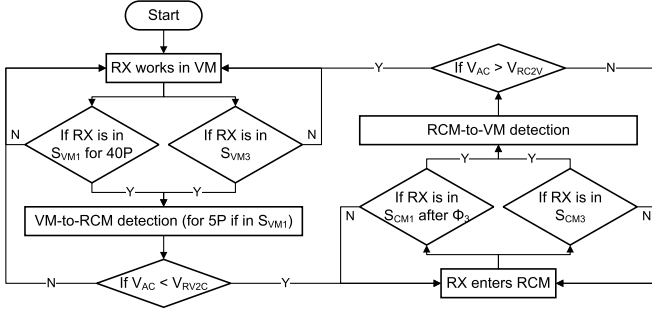 Start
RX works in VM
If RX is in
S_VM1 for 40P
If RX is in
S_VM3
N
N
Y
Y
VM-to-RCM detection (for 5P if in S_VM1)
If V_AC < V_RV2C
N
Y
If V_AC > V_RC2V
Y
N
RCM-to-VM detection
Y
Y
If RX is in
S_CM1 after Φ_3
If RX is in
S_CM3
N
N
RX enters RCM